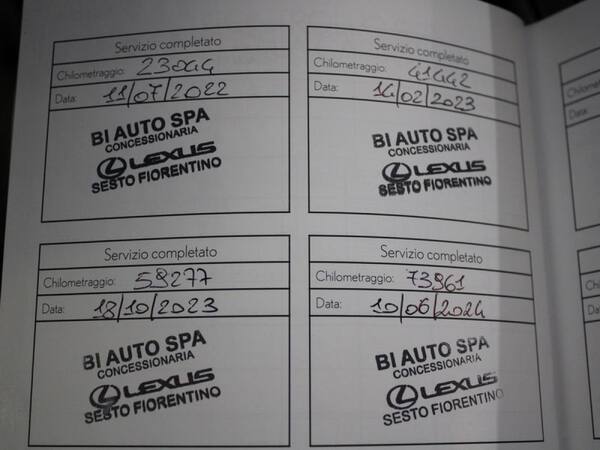 Servizio completato
Chilometraggio: 23044
Data: 11/07/2022
BI AUTO SPA
CONCESSIONARIA
LEXUS
SESTO FIORENTINO
Servizio completato
Chilometraggio: 41442
Data: 14/02/2023
BI AUTO SPA
CONCESSIONARIA
LEXUS
SESTO FIORENTINO
Servizio completato
Chilometraggio: 59277
Data: 18/10/2023
BI AUTO SPA
CONCESSIONARIA
LEXUS
SESTO FIORENTINO
Servizio completato
Chilometraggio: 73961
Data: 10/06/2024
BI AUTO SPA
CONCESSIONARIA
LEXUS
SESTO FIORENTINO